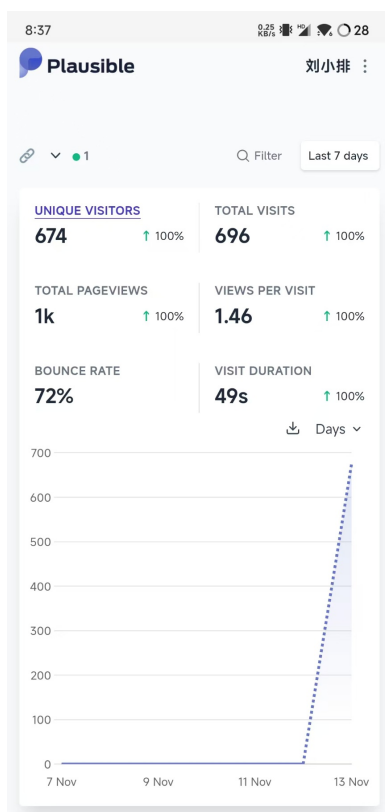 8:37 0.25 KB/s HD 28
Plausible 刘小排
1 Filter Last 7 days
UNIQUE VISITORS TOTAL VISITS
674 ↑ 100% 696 ↑ 100%
TOTAL PAGEVIEWS VIEWS PER VISIT
1k ↑ 100% 1.46 ↑ 100%
BOUNCE RATE VISIT DURATION
72% 49s ↑ 100%
Days
700
600
500
400
300
200
100
0
7 Nov 9 Nov 11 Nov 13 Nov